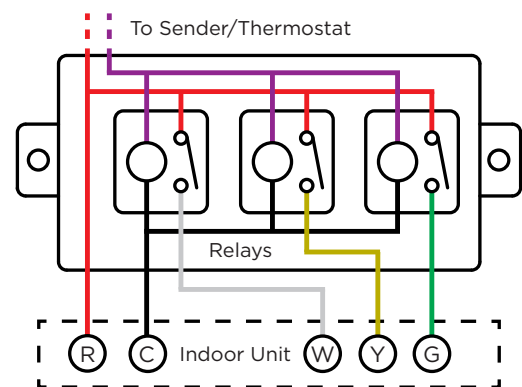 To Sender/Thermostat
Relays
R C Indoor Unit W Y G